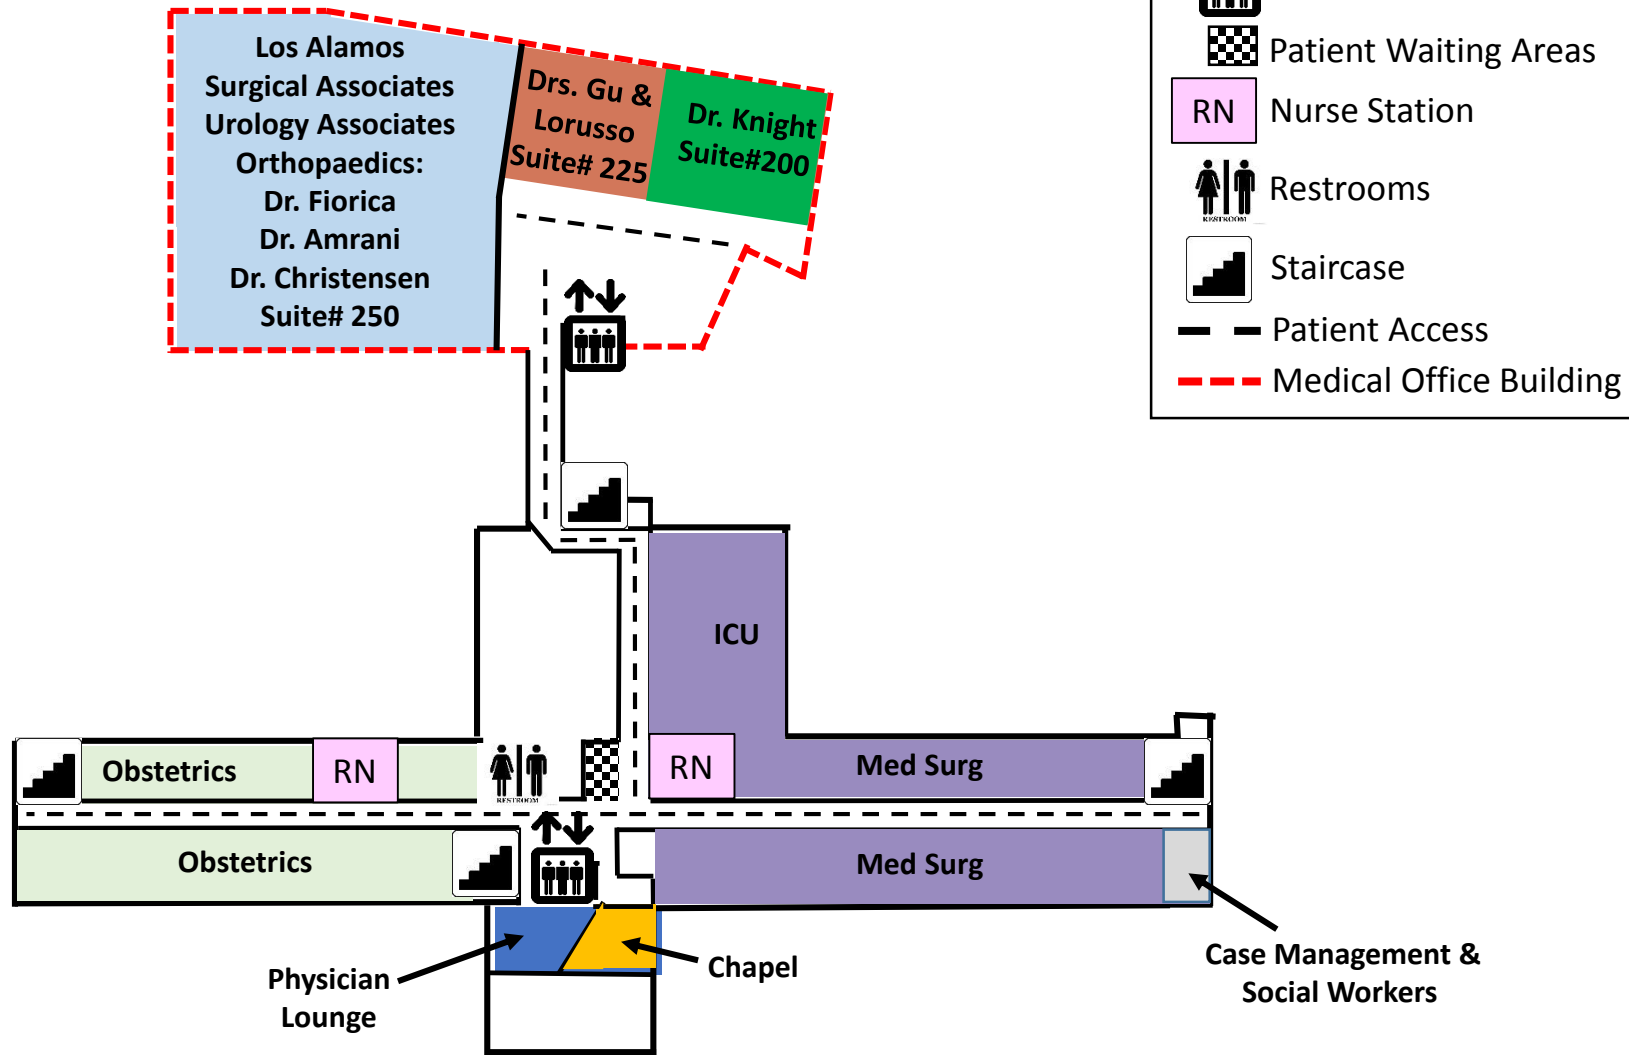 Los Alamos
Surgical Associates
Urology Associates
Orthopaedics:
Dr. Fiorica
Dr. Amrani
Dr. Christensen
Suite# 250
Drs. Gu &
Lorusso
Suite# 225
Dr. Knight
Suite#200
Patient Waiting Areas
RN
Nurse Station
RESTROOM
Restrooms
Staircase
Patient Access
Medical Office Building
ICU
Obstetrics
RN
RESTROOM
RN
Med Surg
Obstetrics
Med Surg
Physician
Lounge
Chapel
Case Management &
Social Workers